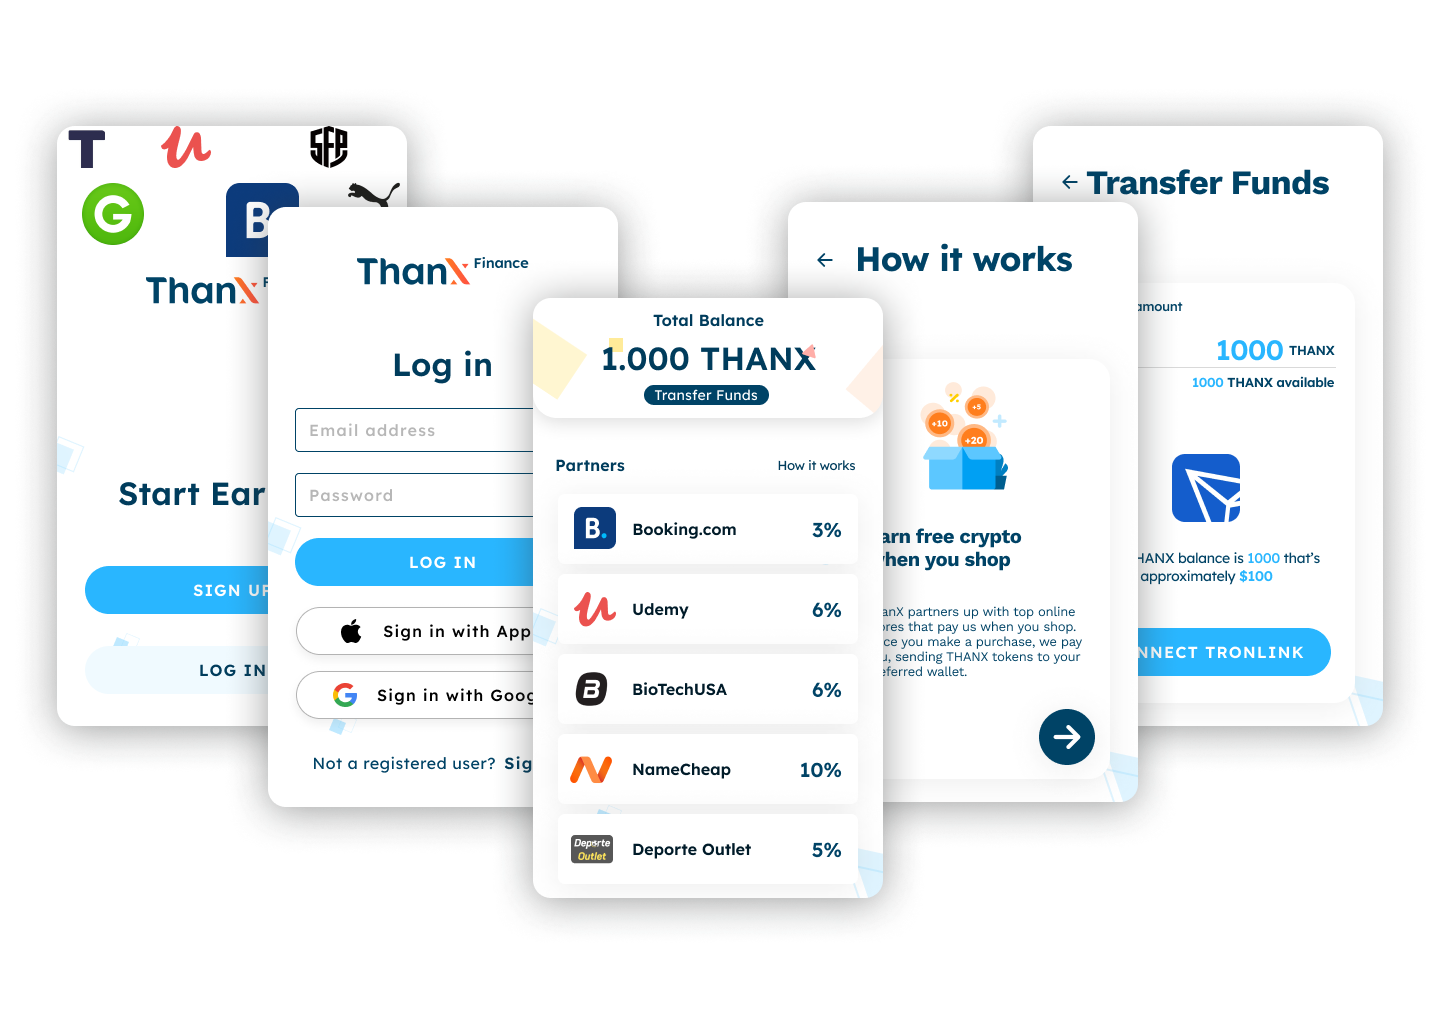 T
SFP
G
B
ThanX F
Start Ear
SIGN UP
LOG IN
ThanX Finance
Log in
Email address
Password
LOG IN
Sign in with App
Sign in with Goog
Not a registered user? Sig
Total Balance
1.000 THANX
Transfer Funds
Partners
How it works
B. Booking.com 3%
Udemy 6%
B BioTechUSA 6%
NameCheap 10%
Deporte Outlet
Deporte Outlet 5%
How it works
+5
+10
+20
arn free crypto
hen you shop
anX partners up with top online
ores that pay us when you shop.
ce you make a purchase, we pay
u, sending THANX tokens to your
eferred wallet.
Transfer Funds
amount
1000 THANX
1000 THANX available
HANX balance is 1000 that's
approximately $100
NNECT TRONLINK